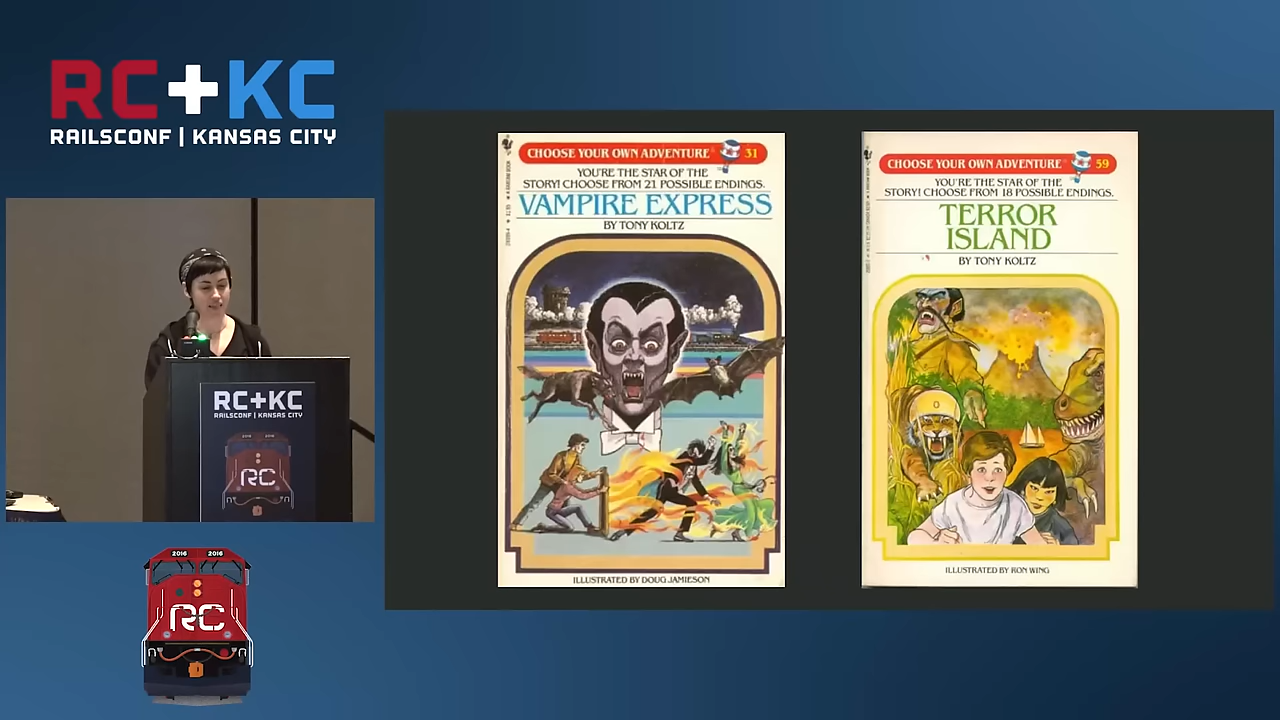 RC+KC
RAILSCONF | KANSAS CITY
RC+KC
RAILSCONF | KANSAS CITY
RC
2016 2016
RC
CHOOSE YOUR OWN ADVENTURE® 31
YOU'RE THE STAR OF THE
STORY! CHOOSE FROM 21 POSSIBLE ENDINGS.
VAMPIRE EXPRESS
BY TONY KOLTZ
ILLUSTRATED BY DOUG JAMIESON
CHOOSE YOUR OWN ADVENTURE® 59
YOU'RE THE STAR OF THE
STORY! CHOOSE FROM 18 POSSIBLE ENDINGS.
TERROR
ISLAND
BY TONY KOLTZ
ILLUSTRATED BY RON WING